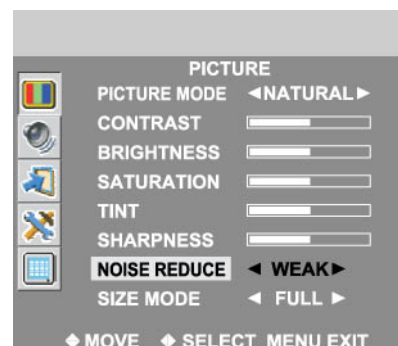 PICTURE
PICTURE MODE ◄NATURAL►
CONTRAST
BRIGHTNESS
SATURATION
TINT
SHARPNESS
NOISE REDUCE ◄ WEAK►
SIZE MODE ◄ FULL ►
MOVE SELECT MENU EXIT